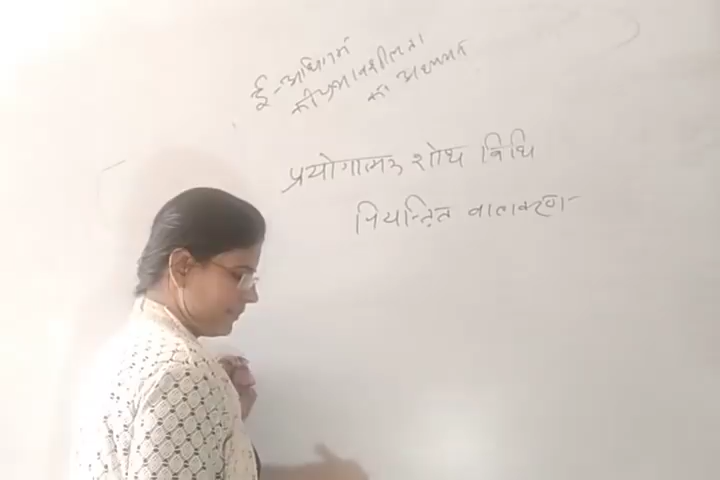 ई-अधिगम
की प्रभावशीलता
का अध्ययन
प्रयोगात्मक शोध विधि
नियन्त्रित वातावरण-